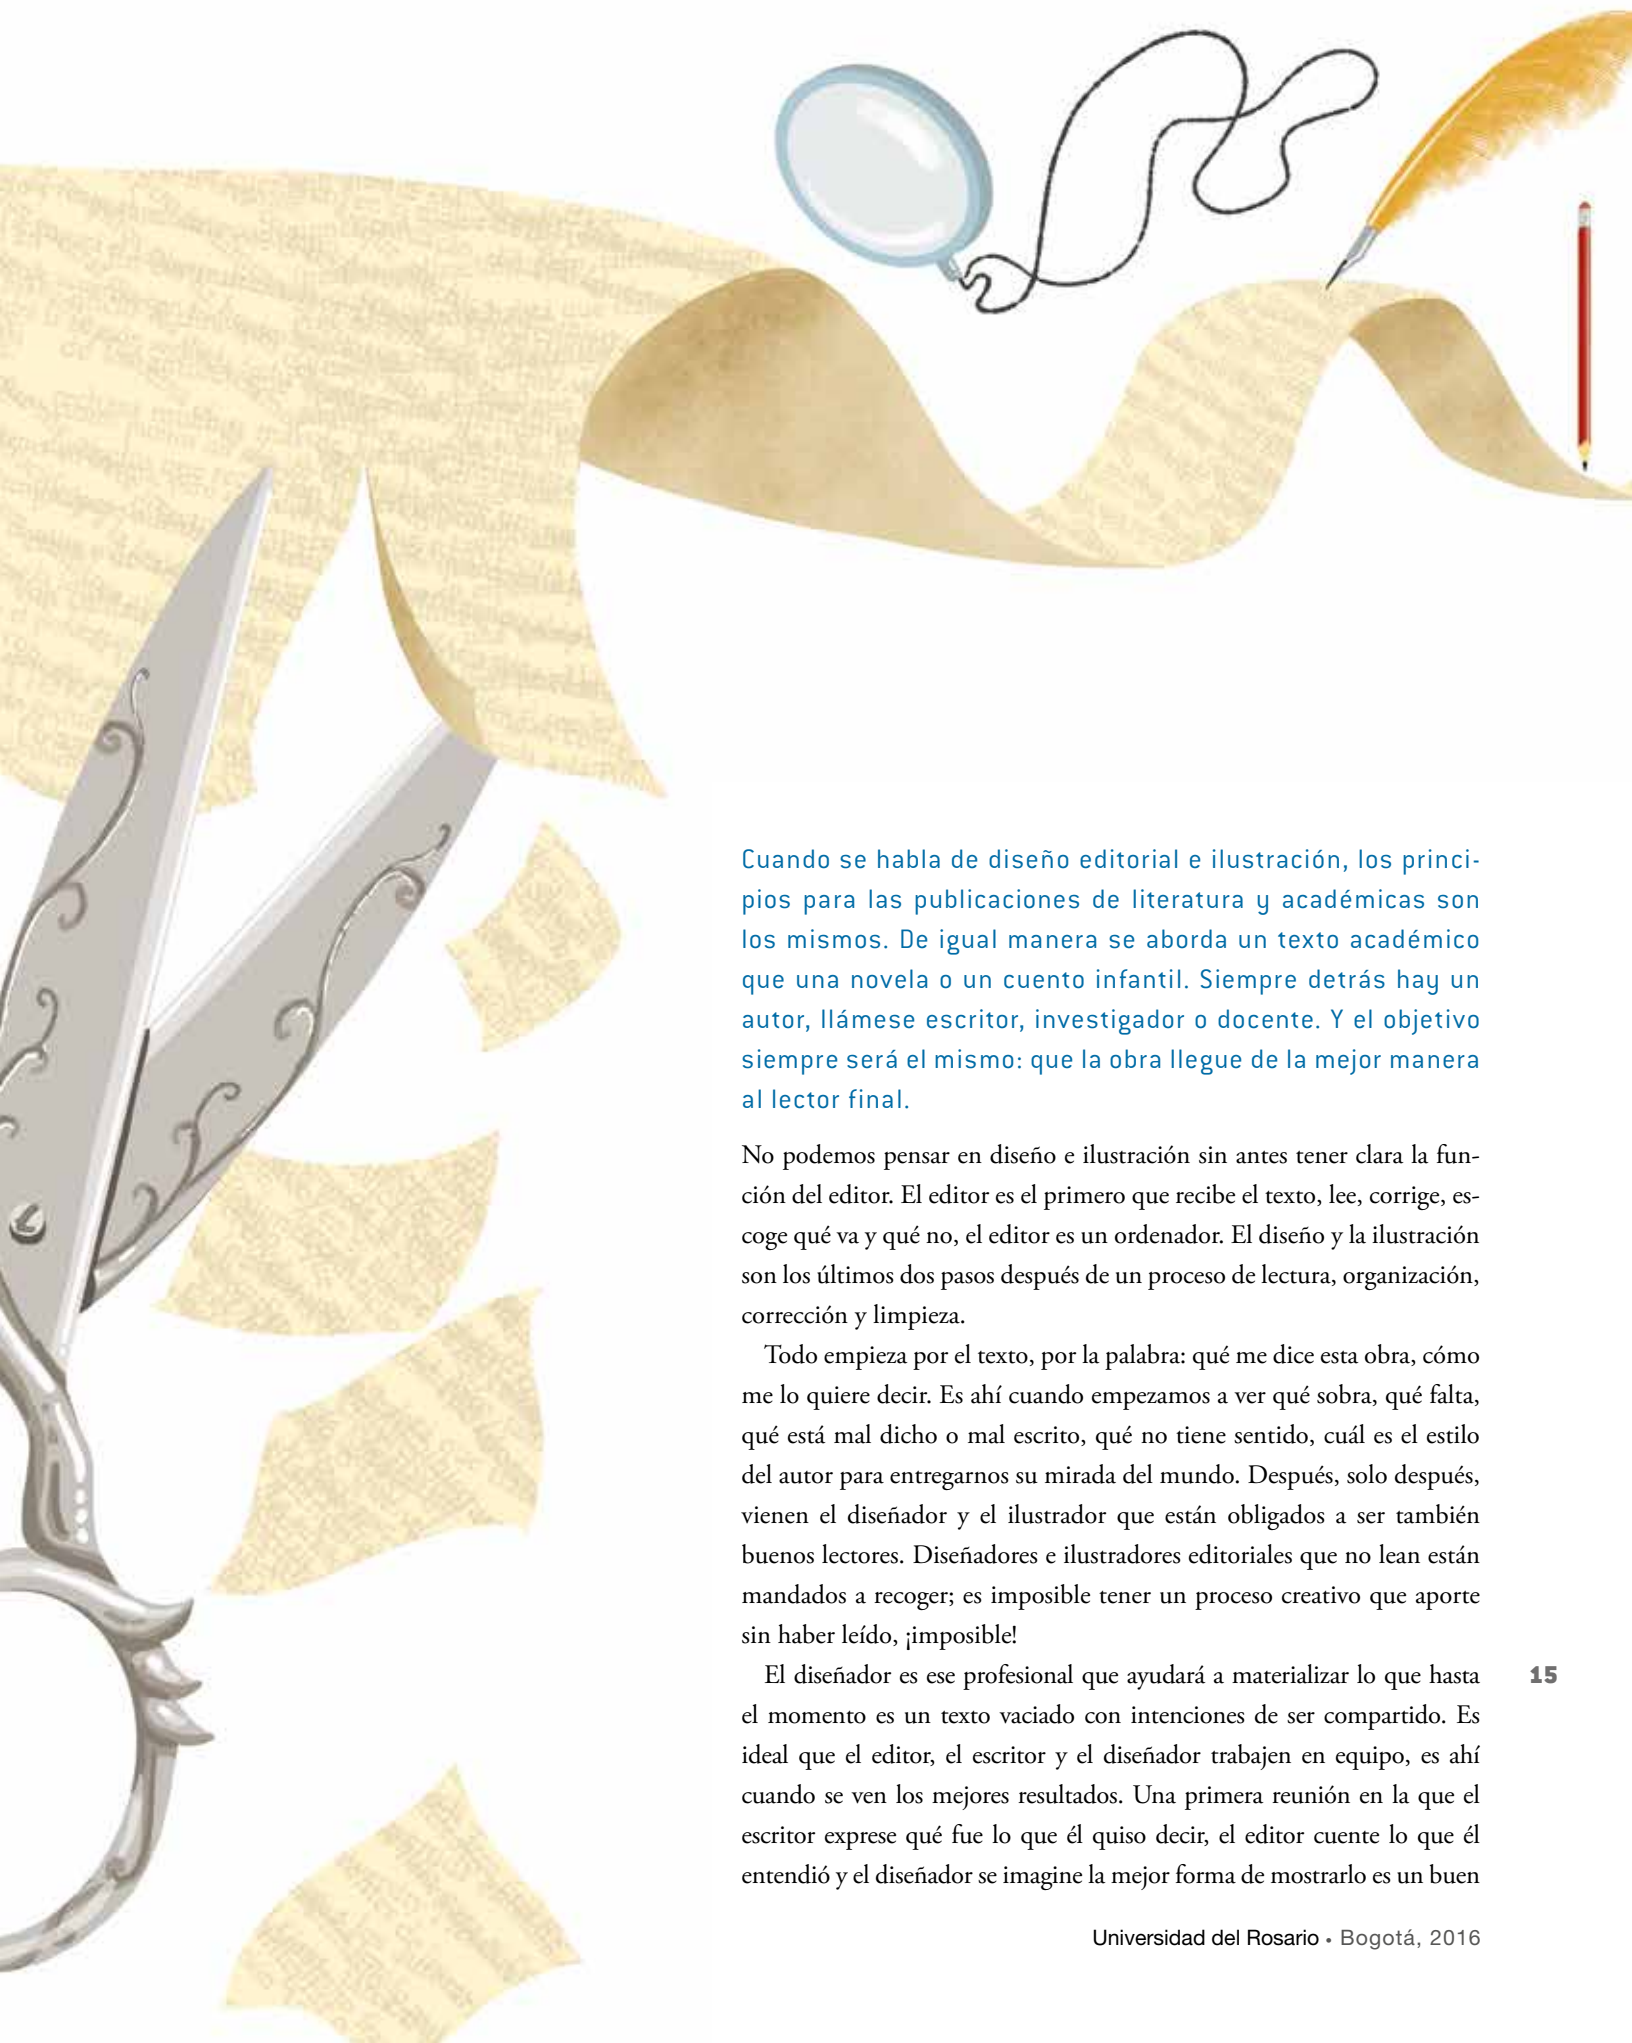 Cuando se habla de diseño editorial e ilustración, los princi-
pios para las publicaciones de literatura y académicas son
los mismos. De igual manera se aborda un texto académico
que una novela o un cuento infantil. Siempre detrás hay un
autor, llámese escritor, investigador o docente. Y el objetivo
siempre será el mismo: que la obra llegue de la mejor manera
al lector final.
No podemos pensar en diseño e ilustración sin antes tener clara la fun-
ción del editor. El editor es el primero que recibe el texto, lee, corrige, es-
coge qué va y qué no, el editor es un ordenador. El diseño y la ilustración
son los últimos dos pasos después de un proceso de lectura, organización,
corrección y limpieza.
Todo empieza por el texto, por la palabra: qué me dice esta obra, cómo
me lo quiere decir. Es ahí cuando empezamos a ver qué sobra, qué falta,
qué está mal dicho o mal escrito, qué no tiene sentido, cuál es el estilo
del autor para entregarnos su mirada del mundo. Después, solo después,
vienen el diseñador y el ilustrador que están obligados a ser también
buenos lectores. Diseñadores e ilustradores editoriales que no lean están
mandados a recoger; es imposible tener un proceso creativo que aporte
sin haber leído, ¡imposible!
El diseñador es ese profesional que ayudará a materializar lo que hasta
el momento es un texto vaciado con intenciones de ser compartido. Es
ideal que el editor, el escritor y el diseñador trabajen en equipo, es ahí
cuando se ven los mejores resultados. Una primera reunión en la que el
escritor exprese qué fue lo que él quiso decir, el editor cuente lo que él
entendió y el diseñador se imagine la mejor forma de mostrarlo es un buen
15
Universidad del Rosario • Bogotá, 2016